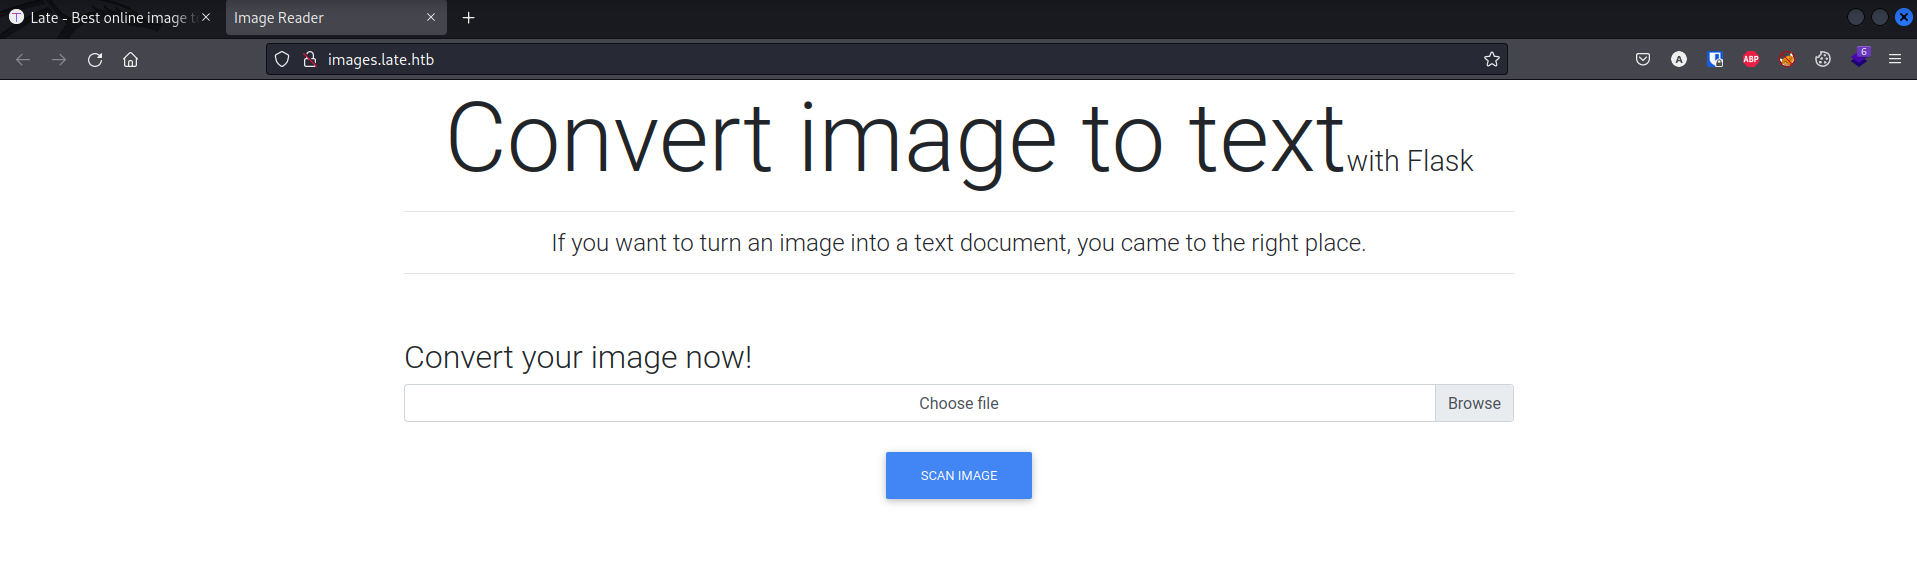 Late - Best online image t
Image Reader
images.late.htb
A
ABP
6
Convert image to text with Flask
If you want to turn an image into a text document, you came to the right place.
Convert your image now!
Choose file
Browse
SCAN IMAGE